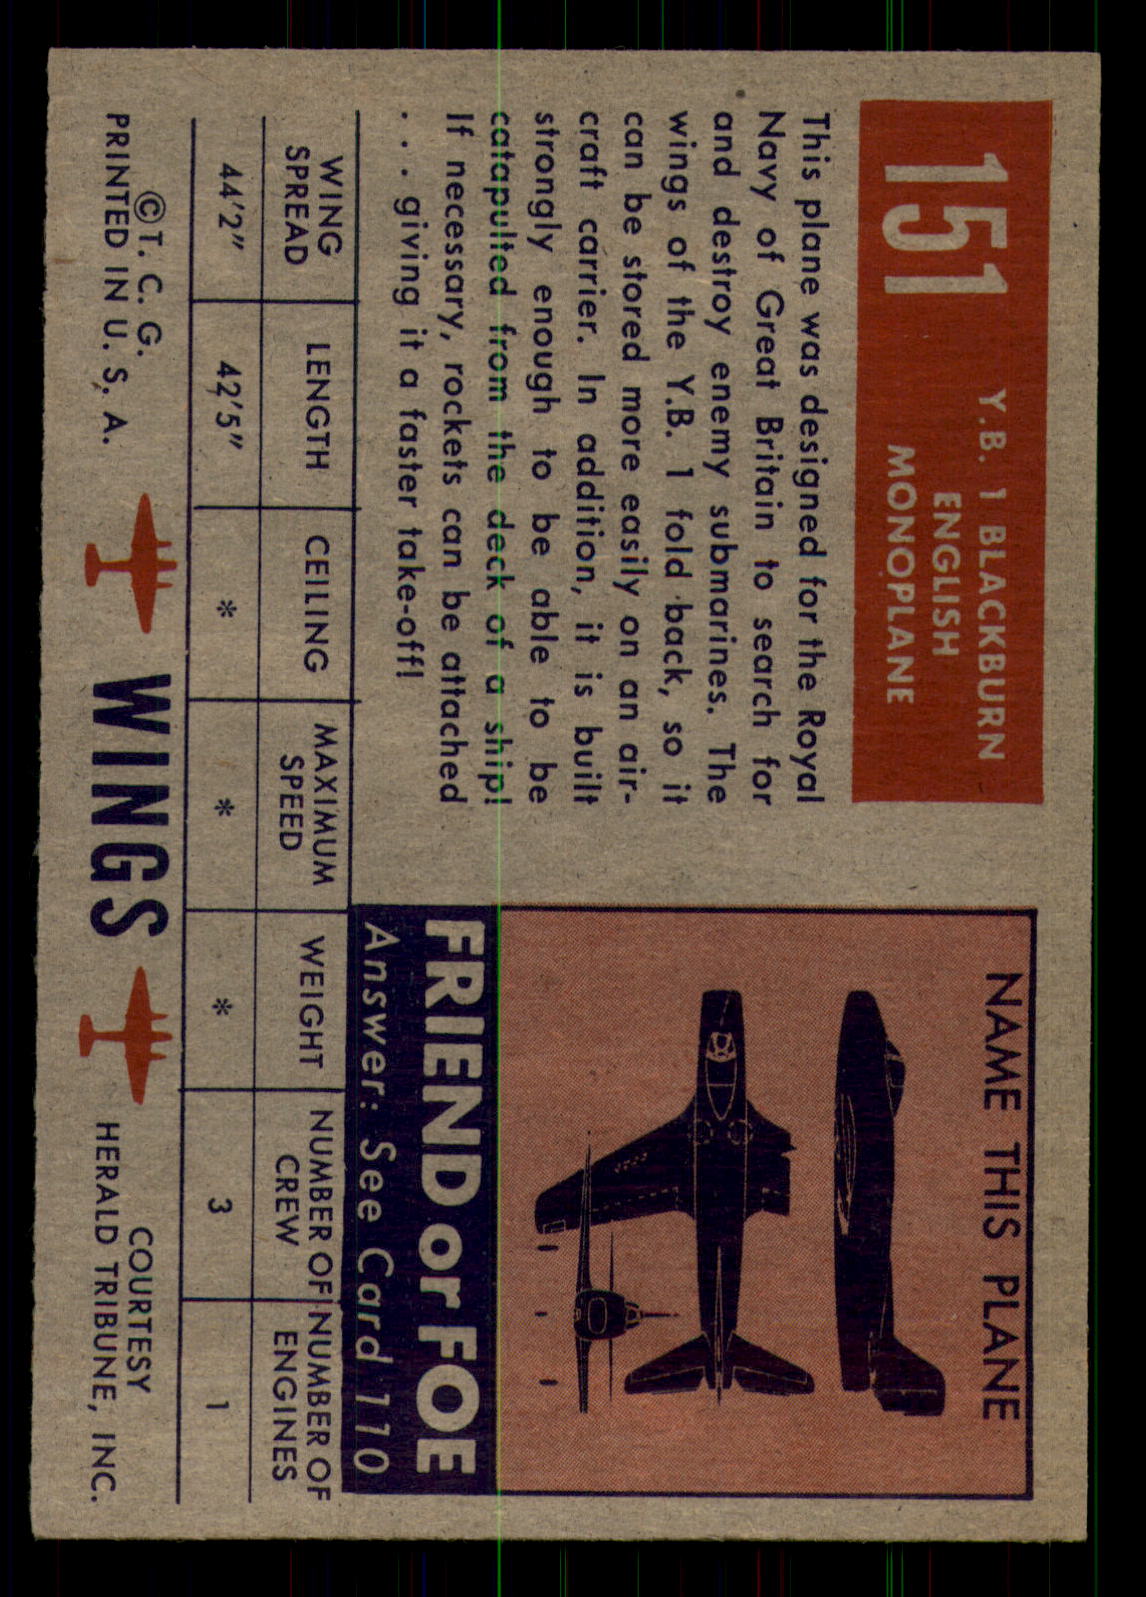 151
Y.B. 1 BLACKBURN
ENGLISH
MONOPLANE
This plane was designed for the Royal
Navy of Great Britain to search for
and destroy enemy submarines. The
wings of the Y.B. 1 fold back, so it
can be stored more easily on an air-
craft carrier. In addition, it is built
strongly enough to be able to be
catapulted from the deck of a ship!
If necessary, rockets can be attached
. . . giving it a faster take-off!
NAME THIS PLANE
FRIEND or FOE
Answer: See Card 110
WING SPREAD LENGTH CEILING MAXIMUM SPEED WEIGHT NUMBER OF CREW NUMBER OF ENGINES
44'2" 42'5" * * * 3 1
©T. C. G.
PRINTED IN U. S. A.
WINGS
COURTESY
HERALD TRIBUNE, INC.